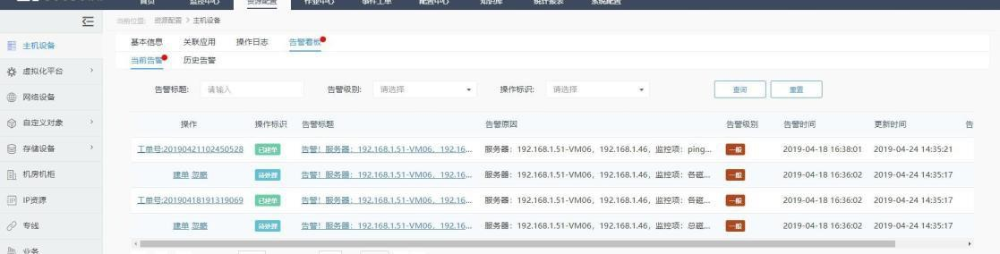 首页 监控中心 资源配置 作业中心 事件工单 配置中心 知识库 统计报表 系统配置
当前位置: 资源配置 > 主机设备
主机设备
虚拟化平台
网络设备
自定义对象
存储设备
机房机柜
IP资源
专线
业务
基本信息 关联应用 操作日志 告警看板
当前告警 历史告警
告警标题: 请输入 告警级别: 请选择 操作标识: 请选择 查询 重置
操作 操作标识 告警标题 告警原因 告警级别 告警时间 更新时间 告
工单号:20190421102450528 已建单 告警! 服务器: 192.168.1.51-VM06, 192.16... 服务器: 192.168.1.51-VM06, 192.168.1.46, 监控项: ping... 一般 2019-04-18 16:38:01 2019-04-24 14:35:21
建单 忽略 待处理 告警! 服务器: 192.168.1.51-VM06, 192.16... 服务器: 192.168.1.51-VM06, 192.168.1.46, 监控项: 各磁... 一般 2019-04-18 16:36:02 2019-04-24 14:35:17
工单号:20190418191319069 已建单 告警! 服务器: 192.168.1.51-VM06, 192.16... 服务器: 192.168.1.51-VM06, 192.168.1.46, 监控项: 各磁... 一般 2019-04-18 16:36:02 2019-04-24 14:35:17
建单 忽略 待处理 告警! 服务器: 192.168.1.51-VM06, 192.16... 服务器: 192.168.1.51-VM06, 192.168.1.46, 监控项: 总磁... 一般 2019-04-18 16:36:02 2019-04-24 14:35:17